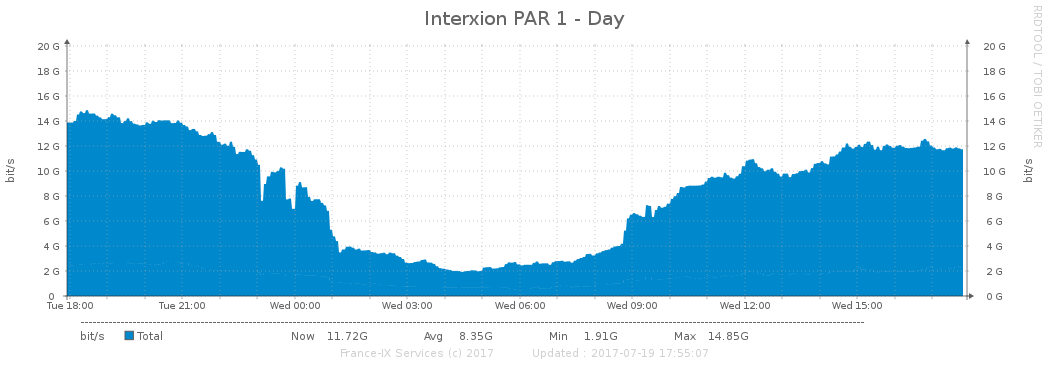 Interxion PAR 1 - Day
RRDTOOL / TOBI OETIKER
20 G 20 G
18 G 18 G
16 G 16 G
14 G 14 G
12 G 12 G
10 G 10 G
8 G 8 G
6 G 6 G
4 G 4 G
2 G 2 G
0 0 G
bit/s
bit/s
Tue 18:00 Tue 21:00 Wed 00:00 Wed 03:00 Wed 06:00 Wed 09:00 Wed 12:00 Wed 15:00
bit/s Total Now 11.72G Avg 8.35G Min 1.91G Max 14.85G
France-IX Services (c) 2017 Updated : 2017-07-19 17:55:07